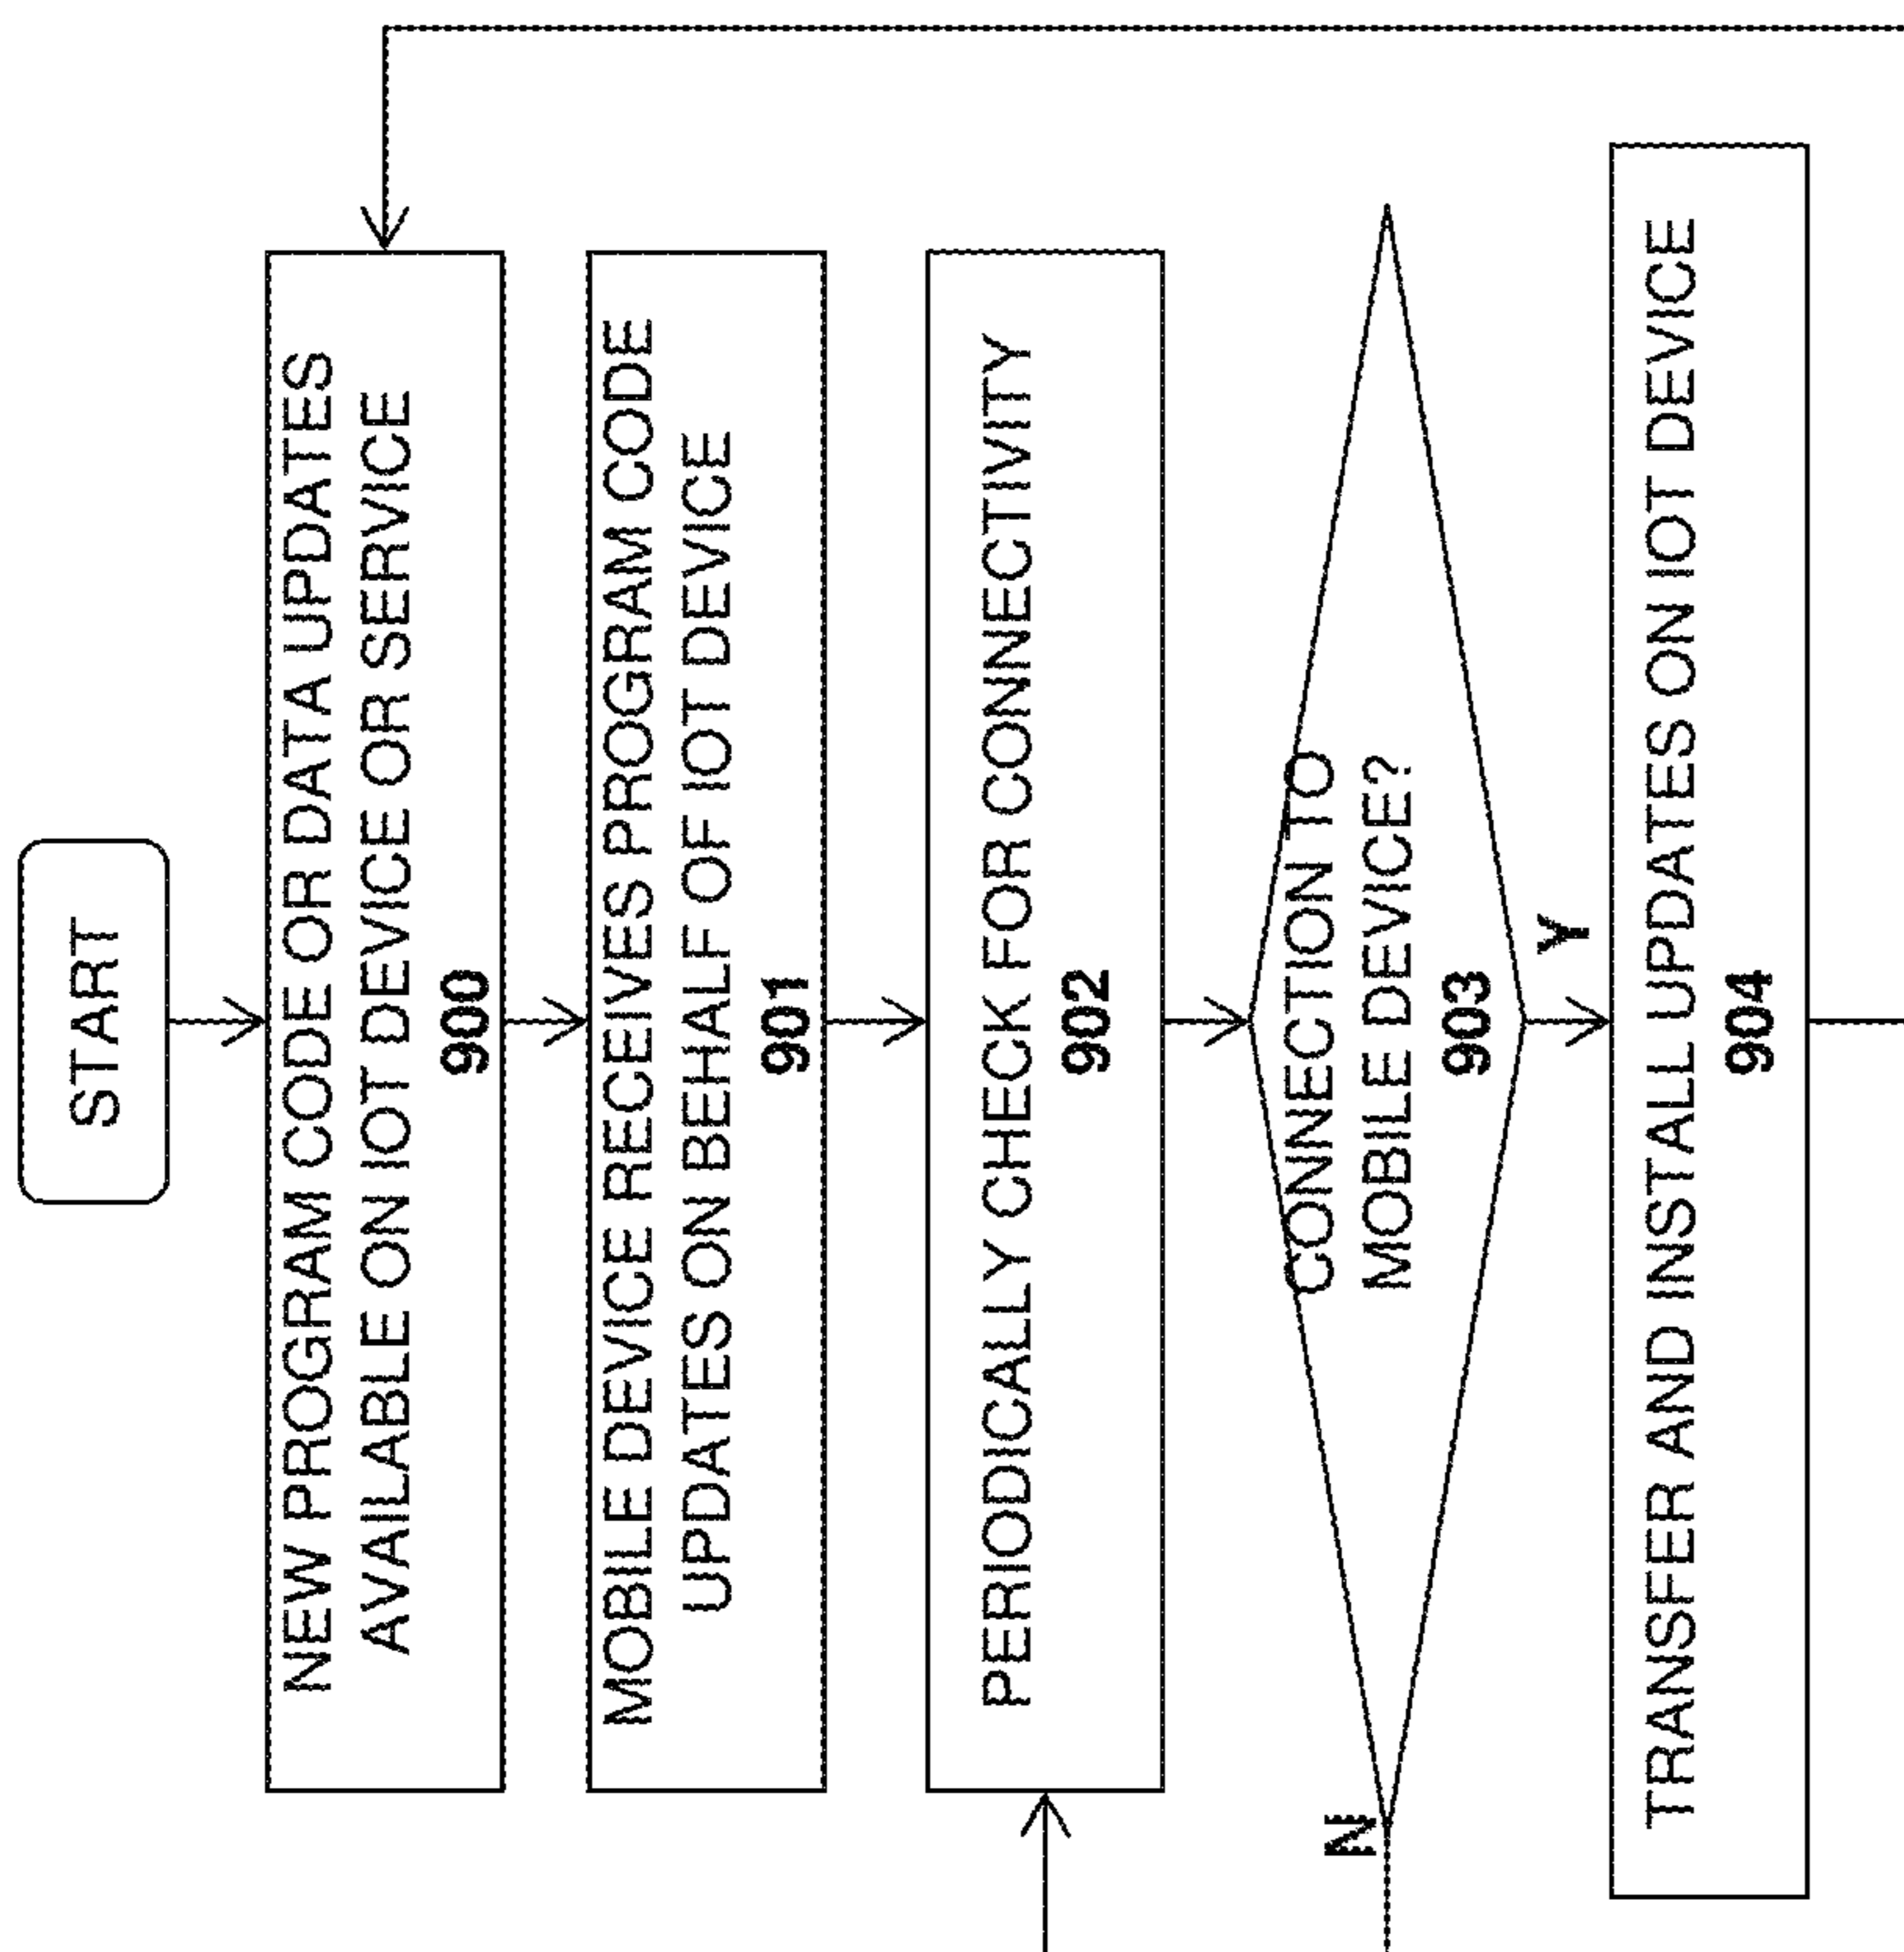 START
NEW PROGRAM CODE OR DATA UPDATES
AVAILABLE ON IOT DEVICE OR SERVICE
900
MOBILE DEVICE RECEIVES PROGRAM CODE
UPDATES ON BEHALF OF IOT DEVICE
901
PERIODICALLY CHECK FOR CONNECTIVITY
902
CONNECTION TO
MOBILE DEVICE?
903
N
Y
TRANSFER AND INSTALL UPDATES ON IOT DEVICE
904